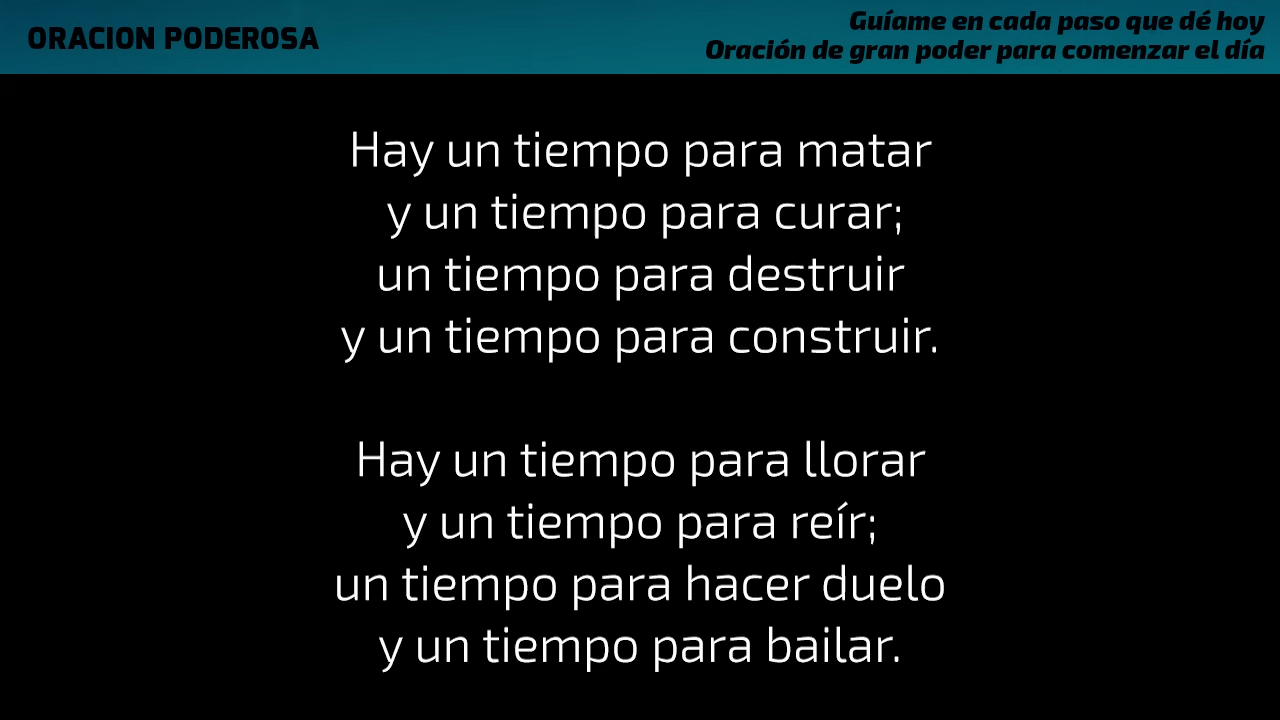 ORACION PODEROSA
Guíame en cada paso que dé hoy
Oración de gran poder para comenzar el día
Hay un tiempo para matar
y un tiempo para curar;
un tiempo para destruir
y un tiempo para construir.
Hay un tiempo para llorar
y un tiempo para reír;
un tiempo para hacer duelo
y un tiempo para bailar.